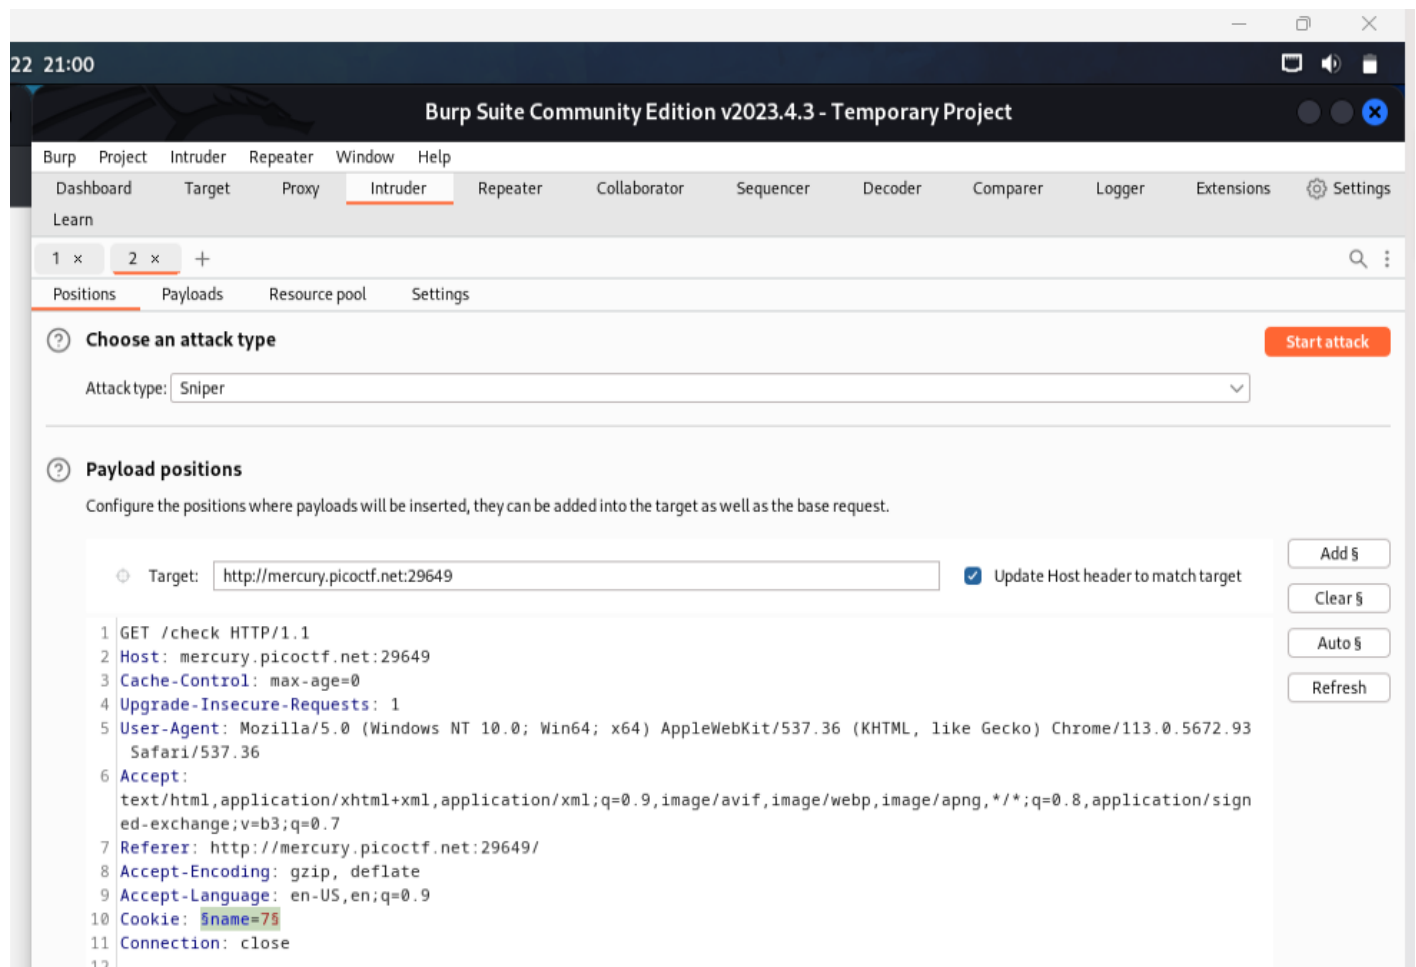 22 21:00
Burp Suite Community Edition v2023.4.3 - Temporary Project
Burp Project Intruder Repeater Window Help
Dashboard Target Proxy Intruder Repeater Collaborator Sequencer Decoder Comparer Logger Extensions Settings
Learn
1 × 2 × +
Positions Payloads Resource pool Settings
? Choose an attack type Start attack
Attack type: Sniper
? Payload positions
Configure the positions where payloads will be inserted, they can be added into the target as well as the base request.
Add §
Target: http://mercury.picoctf.net:29649 Update Host header to match target
Clear §
Auto §
Refresh
1 GET /check HTTP/1.1
2 Host: mercury.picoctf.net:29649
3 Cache-Control: max-age=0
4 Upgrade-Insecure-Requests: 1
5 User-Agent: Mozilla/5.0 (Windows NT 10.0; Win64; x64) AppleWebKit/537.36 (KHTML, like Gecko) Chrome/113.0.5672.93
Safari/537.36
6 Accept:
text/html,application/xhtml+xml,application/xml;q=0.9,image/avif,image/webp,image/apng,*/*;q=0.8,application/sign
ed-exchange;v=b3;q=0.7
7 Referer: http://mercury.picoctf.net:29649/
8 Accept-Encoding: gzip, deflate
9 Accept-Language: en-US,en;q=0.9
10 Cookie: §name=7§
11 Connection: close
12